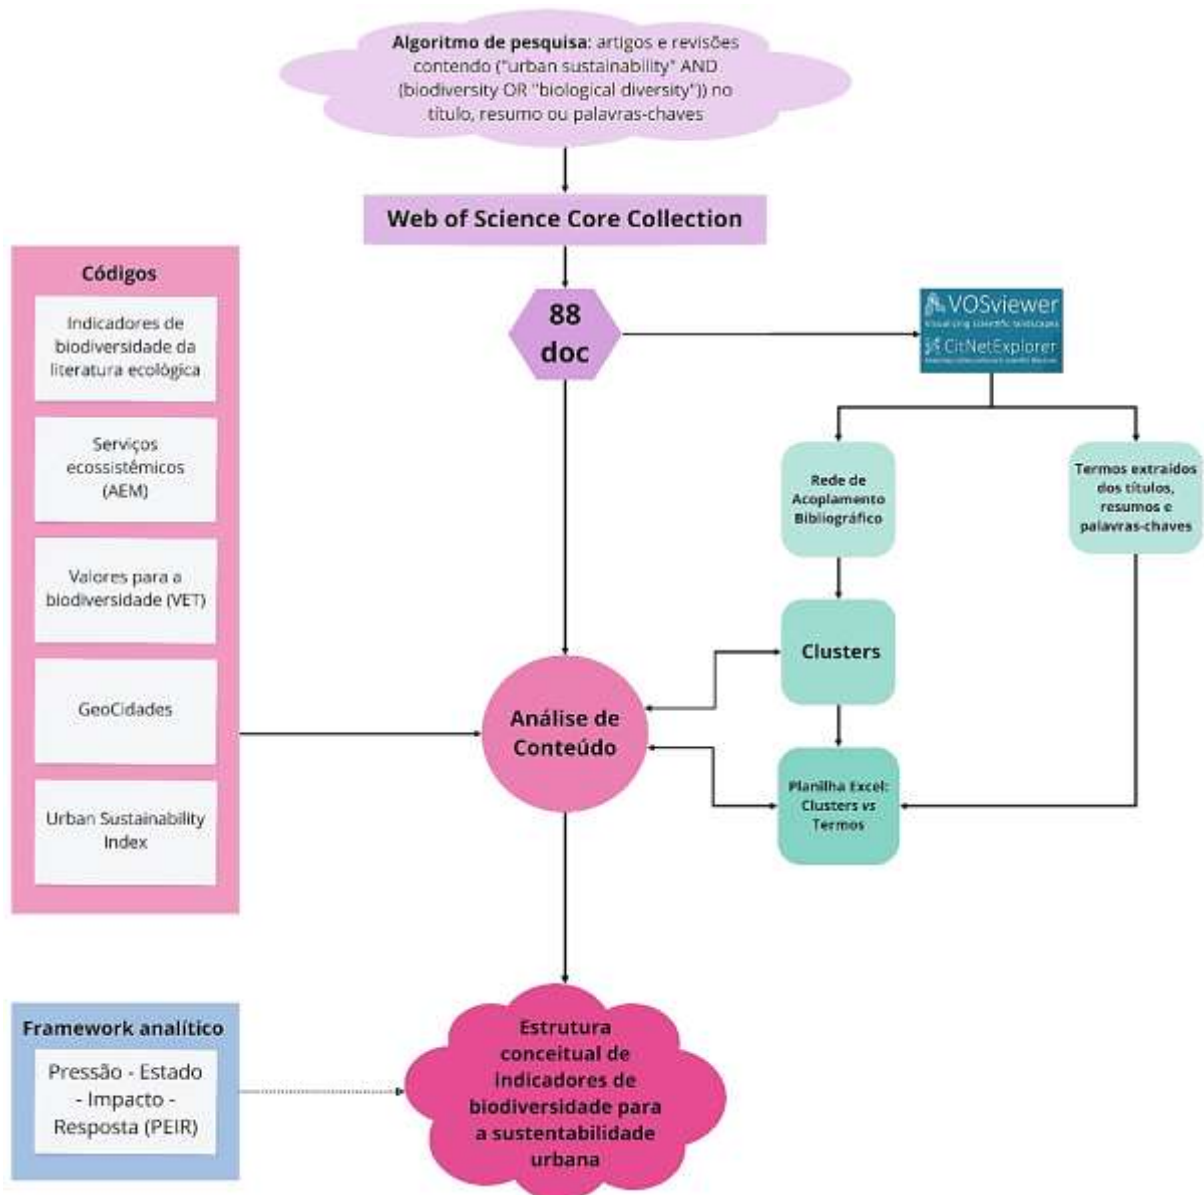 Algoritmo de pesquisa: artigos e revisões
contendo ("urban sustainability" AND
(biodiversity OR "biological diversity")) no
título, resumo ou palavras-chaves
Web of Science Core Collection
88
doc
VOSviewer
Visualizing scientific landscapes
CitNetExplorer
Códigos
Indicadores de
biodiversidade da
literatura ecológica
Serviços
ecossistêmicos
(AEM)
Valores para a
biodiversidade (VET)
GeoCidades
Urban Sustainability
Index
Rede de
Acoplamento
Bibliográfico
Termos extraídos
dos títulos,
resumos e
palavras-chaves
Clusters
Análise de
Conteúdo
Planilha Excel:
Clusters vs
Termos
Framework analítico
Pressão - Estado
- Impacto -
Resposta (PEIR)
Estrutura
conceitual de
indicadores de
biodiversidade para
a sustentabilidade
urbana